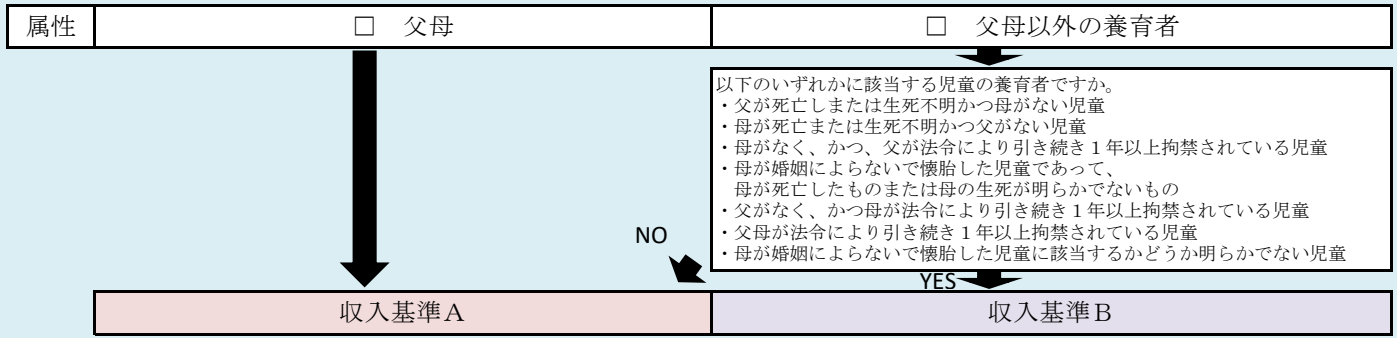 属性 □ 父母 □ 父母以外の養育者
以下のいずれかに該当する児童の養育者ですか。
・父が死亡しまたは生死不明かつ母がない児童
・母が死亡または生死不明かつ父がない児童
・母がなく、かつ、父が法令により引き続き１年以上拘禁されている児童
・母が婚姻によらないで懐胎した児童であって、
母が死亡したものまたは母の生死が明らかでないもの
・父がなく、かつ母が法令により引き続き１年以上拘禁されている児童
・父母が法令により引き続き１年以上拘禁されている児童
・母が婚姻によらないで懐胎した児童に該当するかどうか明らかでない児童
NO
YES
収入基準Ａ 収入基準Ｂ